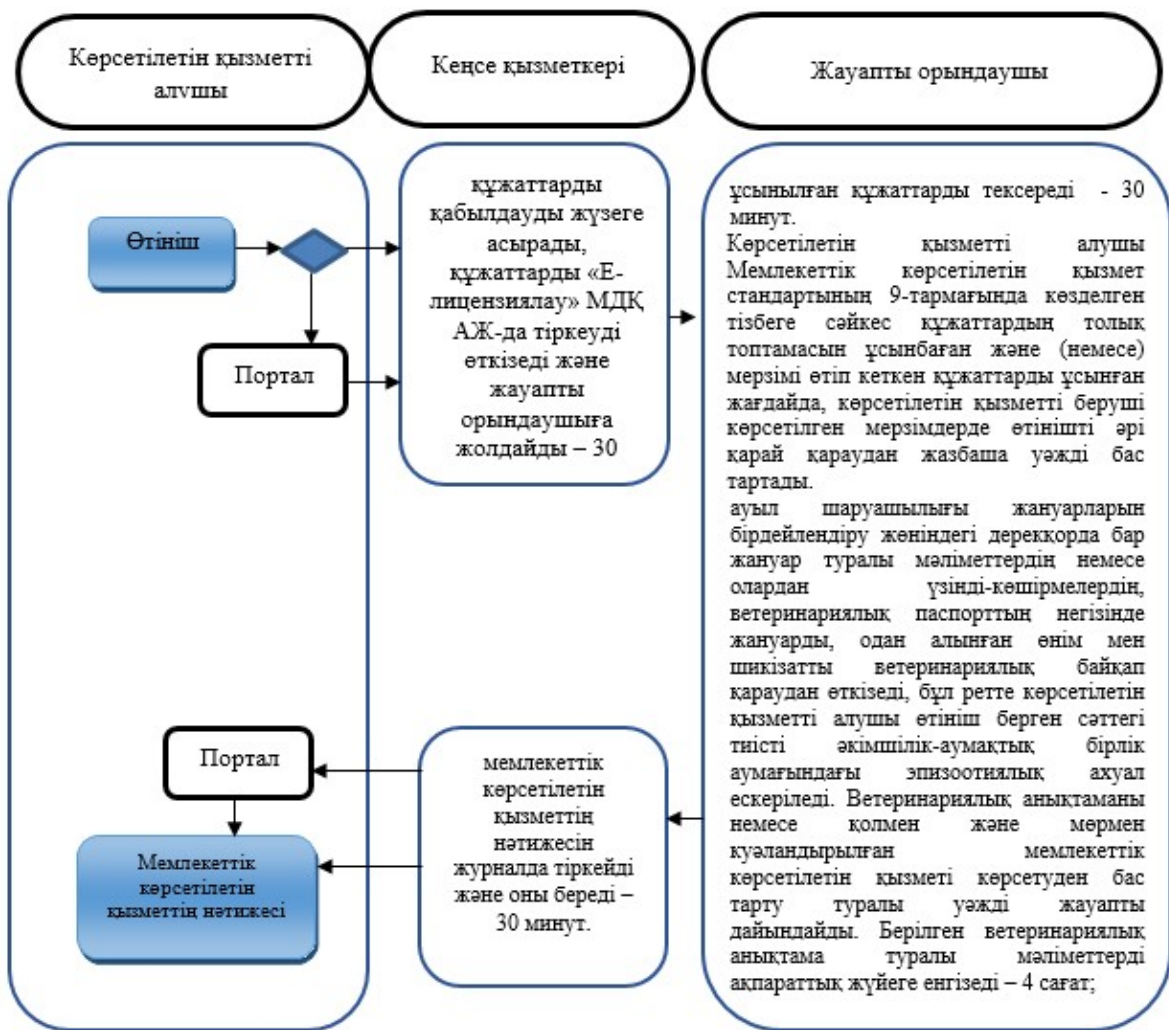 Көрсетілетін қызметті
алушы
Кеңсе қызметкері
Жауапты орындаушы
Өтініш
Портал
құжаттарды
қабылдауды жүзеге
асырады,
құжаттарды «Е-
лицензиялау» МДҚ
АЖ-да тіркеуді
өткізеді және
жауапты
орындаушыға
жолдайды – 30
ұсынылған құжаттарды тексереді - 30
минут.
Көрсетілетін қызметті алушы
Мемлекеттік көрсетілетін қызмет
стандартының 9-тармағында көзделген
тізбеге сәйкес құжаттардың толық
топтамасын ұсынбаған және (немесе)
мерзімі өтіп кеткен құжаттарды ұсынған
жағдайда, көрсетілетін қызметті беруші
көрсетілген мерзімдерде өтінішті әрі
қарай қараудан жазбаша уәжді бас
тартады.
ауыл шаруашылығы жануарларын
бірдейлендіру жөніндегі дерекқорда бар
жануар туралы мәліметтердің немесе
олардан үзінді-көшірмелердің,
ветеринариялық паспорттың негізінде
жануарды, одан алынған өнім мен
шикізатты ветеринариялық байқап
қараудан өткізеді, бұл ретте көрсетілетін
қызметті алушы өтініш берген сәттегі
тиісті әкімшілік-аумақтық бірлік
аумағындағы эпизоотиялық ахуал
ескеріледі. Ветеринариялық анықтаманы
немесе қолмен және мөрмен
куәландырылған мемлекеттік
көрсетілетін қызметі көрсетуден бас
тарту туралы уәжді жауапты
дайындайды. Берілген ветеринариялық
анықтама туралы мәліметтерді
ақпараттық жүйеге енгізеді – 4 сағат;
мемлекеттік
көрсетілетін
қызметтің
нәтижесін
журналда тіркейді
және оны береді –
30 минут.
Портал
Мемлекеттік
көрсетілетін
қызметтің нәтижесі